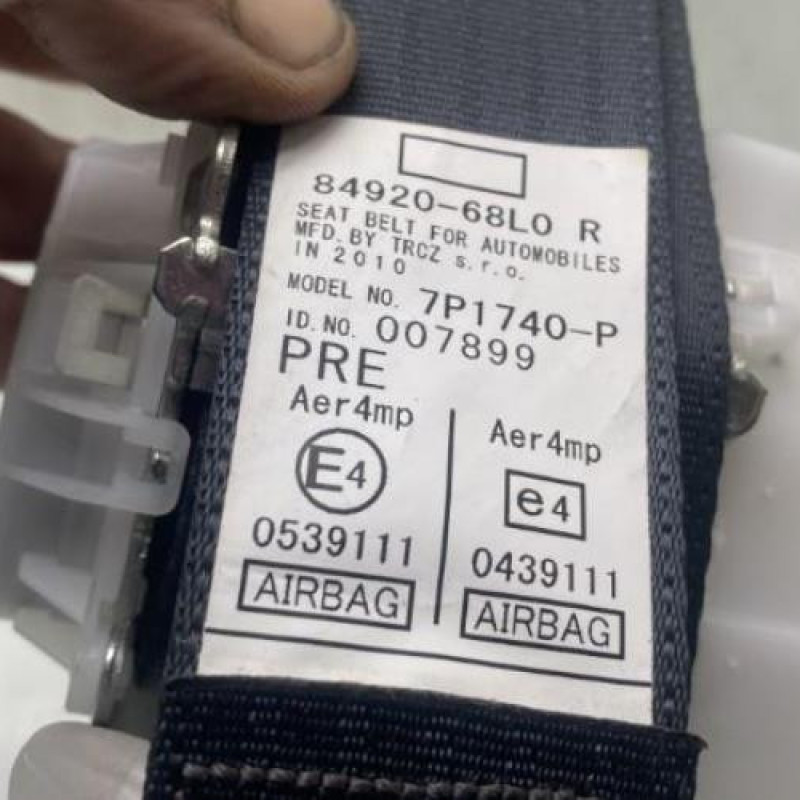 84920-68L0 R
SEAT BELT FOR AUTOMOBILES
MFD. BY TRCZ s.r.o.
IN 2010
MODEL NO. 7P1740-P
ID. NO. 007899
PRE
Aer4mp
E4
0539111
AIRBAG
Aer4mp
e4
0439111
AIRBAG